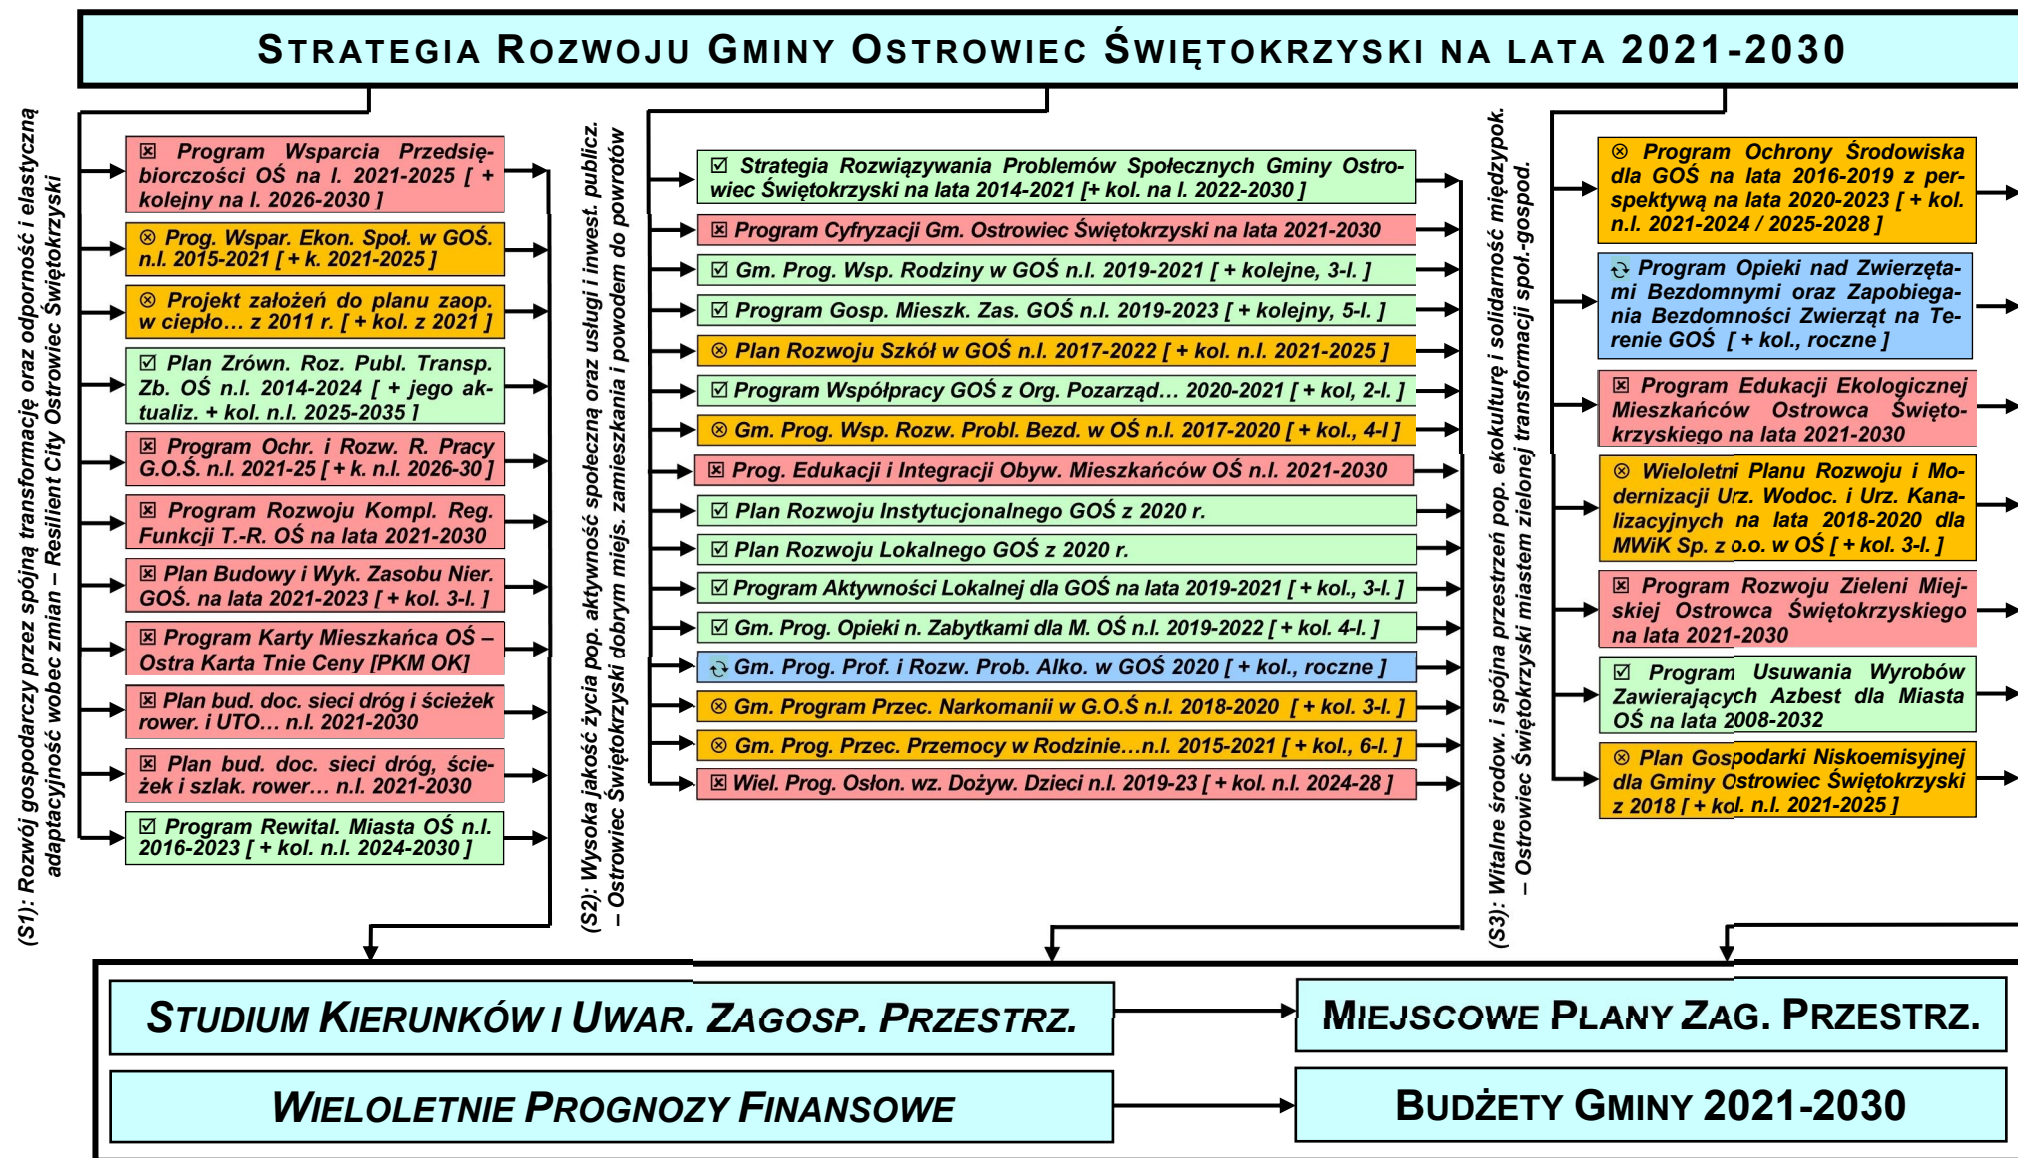 STRATEGIA ROZWOJU GMINY OSTROWIEC ŚWIĘTOKRZYSKI NA LATA 2021-2030
(S1): Rozwój gospodarczy przez spójną transformację oraz odporność i elastyczną
adaptacyjność wobec zmian – Resilient City Ostrowiec Świętokrzyski
☒ Program Wsparcia Przedsię-
biorczości OŚ na l. 2021-2025 [ +
kolejny na l. 2026-2030 ]
⊗ Prog. Wspar. Ekon. Społ. w GOŚ.
n.l. 2015-2021 [ + k. 2021-2025 ]
⊗ Projekt założeń do planu zaop.
w ciepło… z 2011 r. [ + kol. z 2021 ]
☑ Plan Zrówn. Roz. Publ. Transp.
Zb. OŚ n.l. 2014-2024 [ + jego ak-
tualiz. + kol. n.l. 2025-2035 ]
☒ Program Ochr. i Rozw. R. Pracy
G.O.Ś. n.l. 2021-25 [ + k. n.l. 2026-30 ]
☒ Program Rozwoju Kompl. Reg.
Funkcji T.-R. OŚ na lata 2021-2030
☒ Plan Budowy i Wyk. Zasobu Nier.
GOŚ. na lata 2021-2023 [ + kol. 3-l. ]
☒ Program Karty Mieszkańca OŚ –
Ostra Karta Tnie Ceny [PKM OK]
☒ Plan bud. doc. sieci dróg i ścieżek
rower. i UTO… n.l. 2021-2030
☒ Plan bud. doc. sieci dróg, ście-
żek i szlak. rower… n.l. 2021-2030
☑ Program Rewital. Miasta OŚ n.l.
2016-2023 [ + kol. n.l. 2024-2030 ]
(S2): Wysoka jakość życia pop. aktywność społeczną oraz usługi i inwest. publicz.
– Ostrowiec Świętokrzyski dobrym miejs. zamieszkania i powodem do powrotów
☑ Strategia Rozwiązywania Problemów Społecznych Gminy Ostro-
wiec Świętokrzyski na lata 2014-2021 [+ kol. na l. 2022-2030 ]
☒ Program Cyfryzacji Gm. Ostrowiec Świętokrzyski na lata 2021-2030
☑ Gm. Prog. Wsp. Rodziny w GOŚ n.l. 2019-2021 [ + kolejne, 3-l. ]
☑ Program Gosp. Mieszk. Zas. GOŚ n.l. 2019-2023 [ + kolejny, 5-l. ]
⊗ Plan Rozwoju Szkół w GOŚ n.l. 2017-2022 [ + kol. n.l. 2021-2025 ]
☑ Program Współpracy GOŚ z Org. Pozarząd… 2020-2021 [ + kol, 2-l. ]
⊗ Gm. Prog. Wsp. Rozw. Probl. Bezd. w OŚ n.l. 2017-2020 [ + kol., 4-l ]
☒ Prog. Edukacji i Integracji Obyw. Mieszkańców OŚ n.l. 2021-2030
☑ Plan Rozwoju Instytucjonalnego GOŚ z 2020 r.
☑ Plan Rozwoju Lokalnego GOŚ z 2020 r.
☑ Program Aktywności Lokalnej dla GOŚ na lata 2019-2021 [ + kol., 3-l. ]
☑ Gm. Prog. Opieki n. Zabytkami dla M. OŚ n.l. 2019-2022 [ + kol. 4-l. ]
Gm. Prog. Prof. i Rozw. Prob. Alko. w GOŚ 2020 [ + kol., roczne ]
⊗ Gm. Program Przec. Narkomanii w G.O.Ś n.l. 2018-2020 [ + kol. 3-l. ]
⊗ Gm. Prog. Przec. Przemocy w Rodzinie…n.l. 2015-2021 [ + kol., 6-l. ]
☒ Wiel. Prog. Osłon. wz. Dożyw. Dzieci n.l. 2019-23 [ + kol. n.l. 2024-28 ]
(S3): Witalne środow. i spójna przestrzeń pop. ekokulturę i solidarność międzypok.
– Ostrowiec Świętokrzyski miastem zielonej transformacji społ.-gospod.
⊗ Program Ochrony Środowiska
dla GOŚ na lata 2016-2019 z per-
spektywą na lata 2020-2023 [ + kol.
n.l. 2021-2024 / 2025-2028 ]
Program Opieki nad Zwierzęta-
mi Bezdomnymi oraz Zapobiega-
nia Bezdomności Zwierząt na Te-
renie GOŚ [ + kol., roczne ]
☒ Program Edukacji Ekologicznej
Mieszkańców Ostrowca Święto-
krzyskiego na lata 2021-2030
⊗ Wieloletni Planu Rozwoju i Mo-
dernizacji Urz. Wodoc. i Urz. Kana-
lizacyjnych na lata 2018-2020 dla
MWiK Sp. z o.o. w OŚ [ + kol. 3-l. ]
☒ Program Rozwoju Zieleni Miej-
skiej Ostrowca Świętokrzyskiego
na lata 2021-2030
☑ Program Usuwania Wyrobów
Zawierających Azbest dla Miasta
OŚ na lata 2008-2032
⊗ Plan Gospodarki Niskoemisyjnej
dla Gminy Ostrowiec Świętokrzyski
z 2018 [ + kol. n.l. 2021-2025 ]
STUDIUM KIERUNKÓW I UWAR. ZAGOSP. PRZESTRZ.
MIEJSCOWE PLANY ZAG. PRZESTRZ.
WIELOLETNIE PROGNOZY FINANSOWE
BUDŻETY GMINY 2021-2030